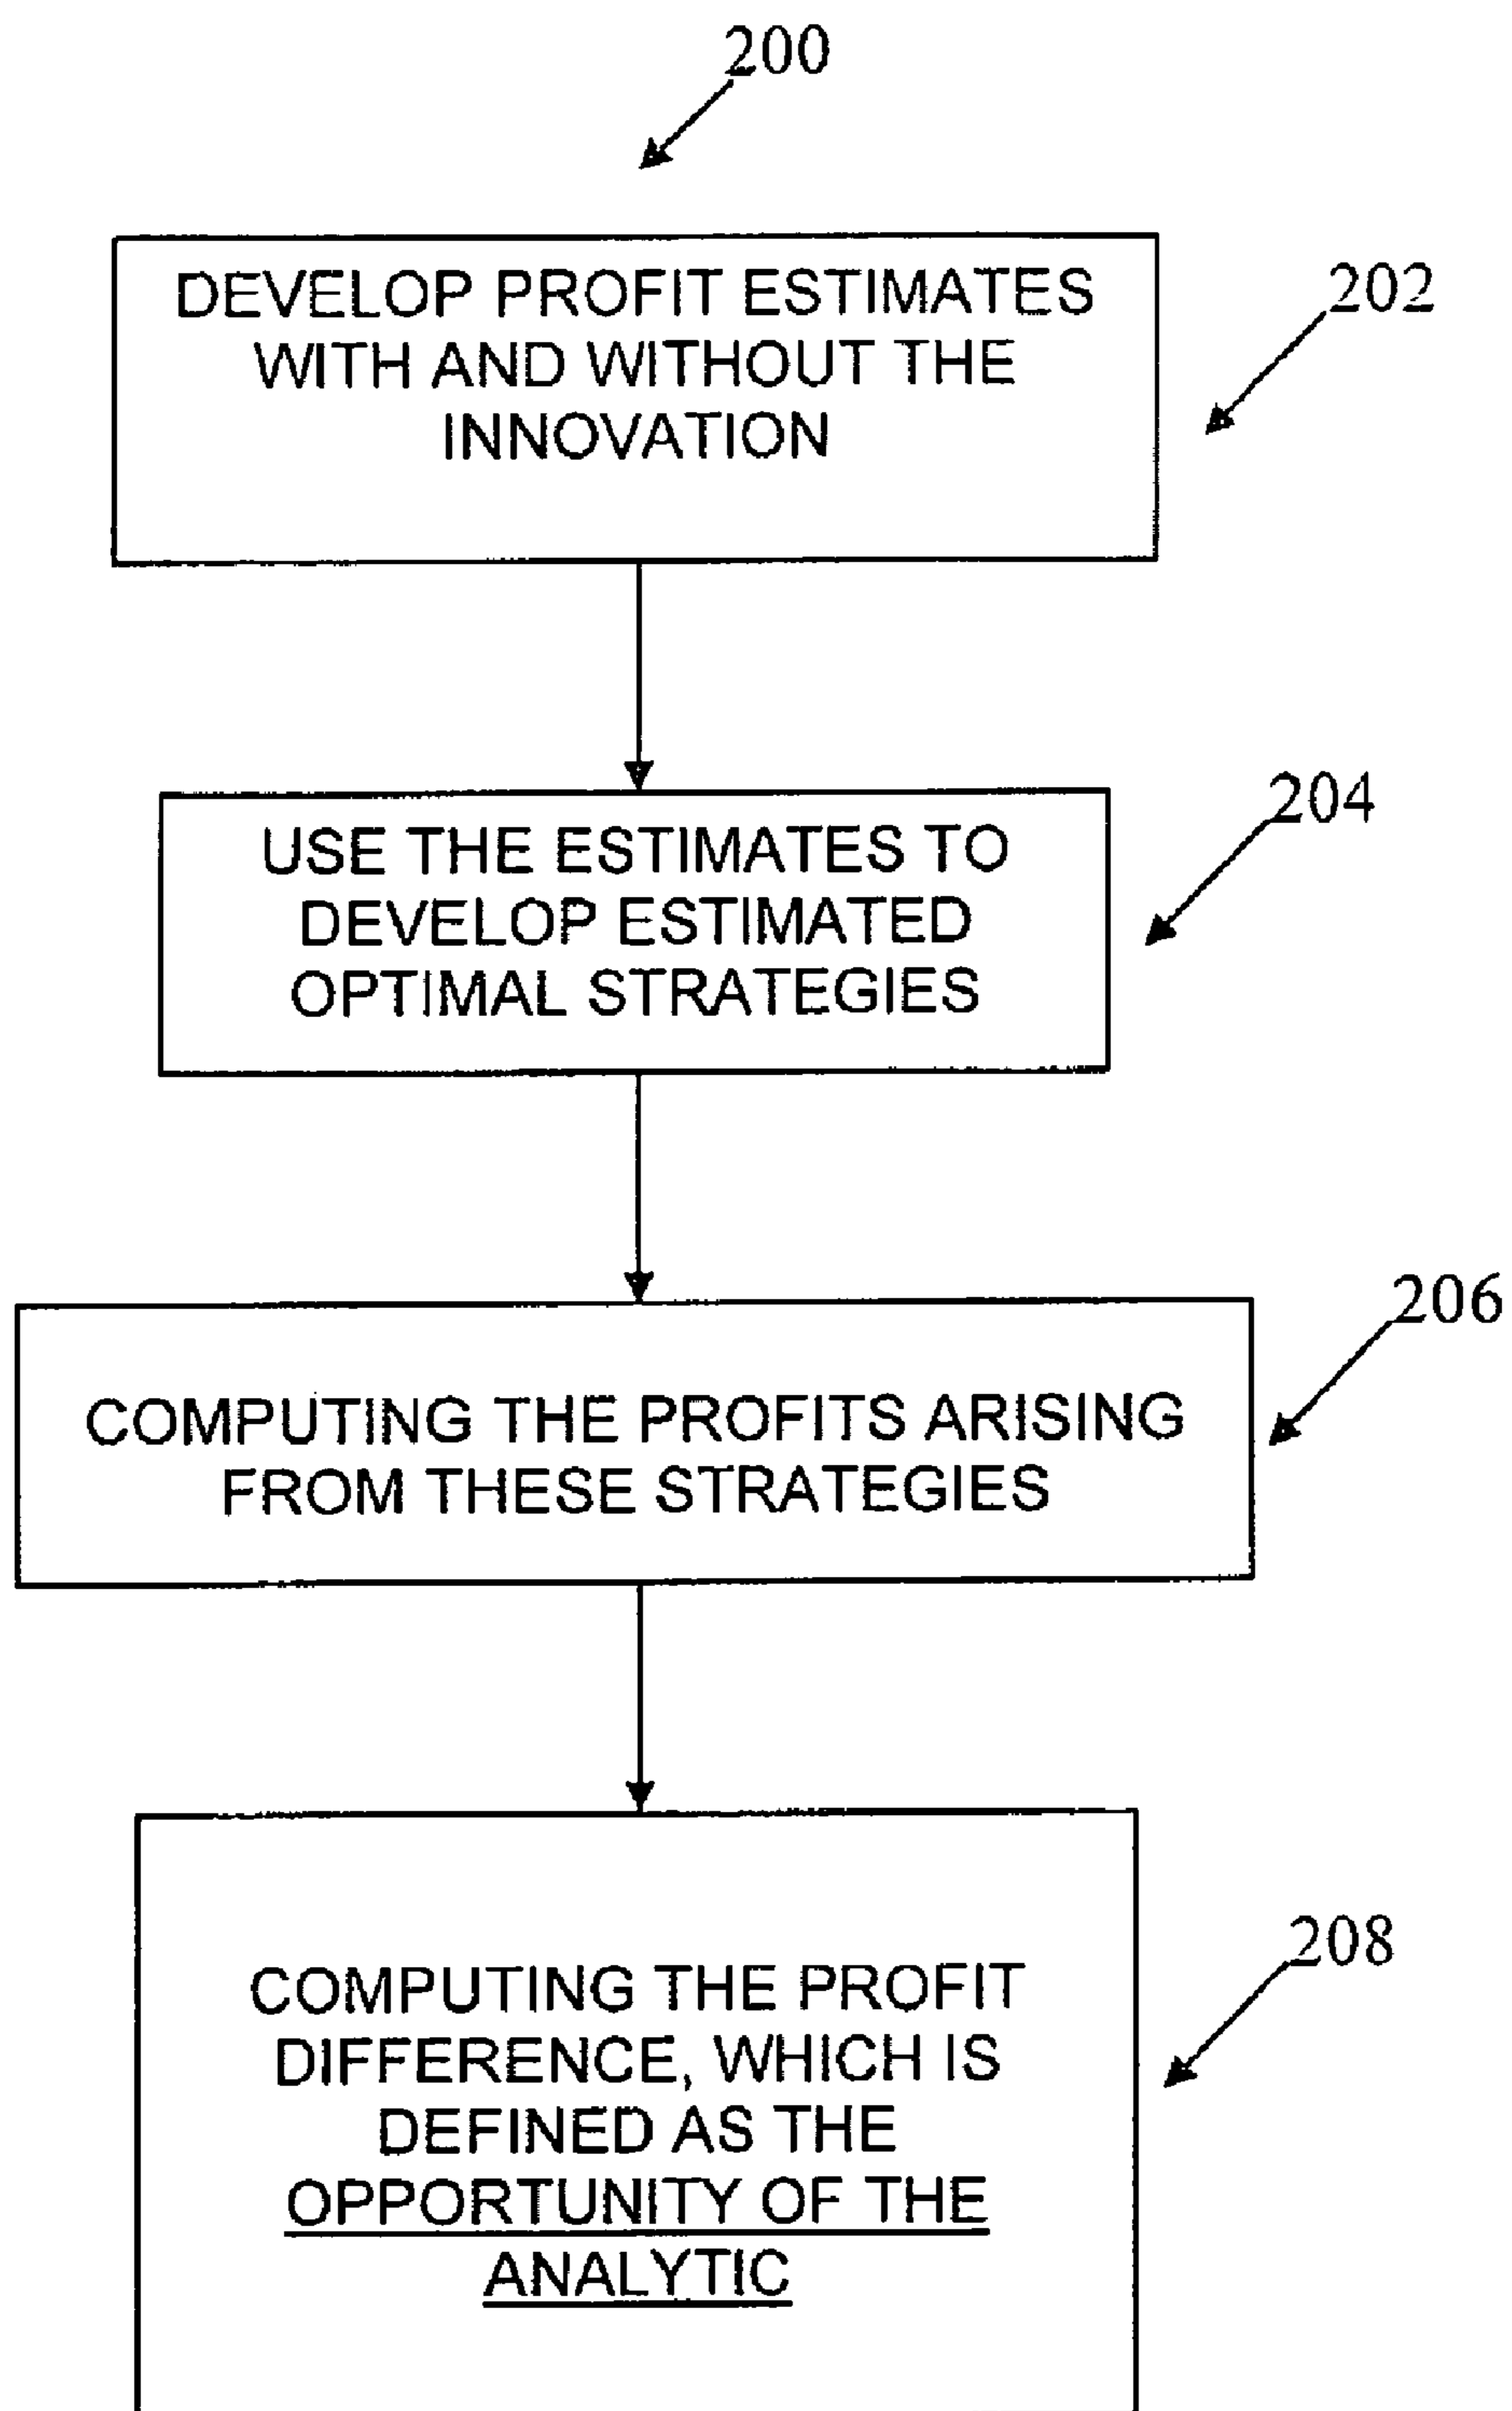 200
DEVELOP PROFIT ESTIMATES
WITH AND WITHOUT THE
INNOVATION
202
USE THE ESTIMATES TO
DEVELOP ESTIMATED
OPTIMAL STRATEGIES
204
COMPUTING THE PROFITS ARISING
FROM THESE STRATEGIES
206
COMPUTING THE PROFIT
DIFFERENCE, WHICH IS
DEFINED AS THE
OPPORTUNITY OF THE
ANALYTIC
208